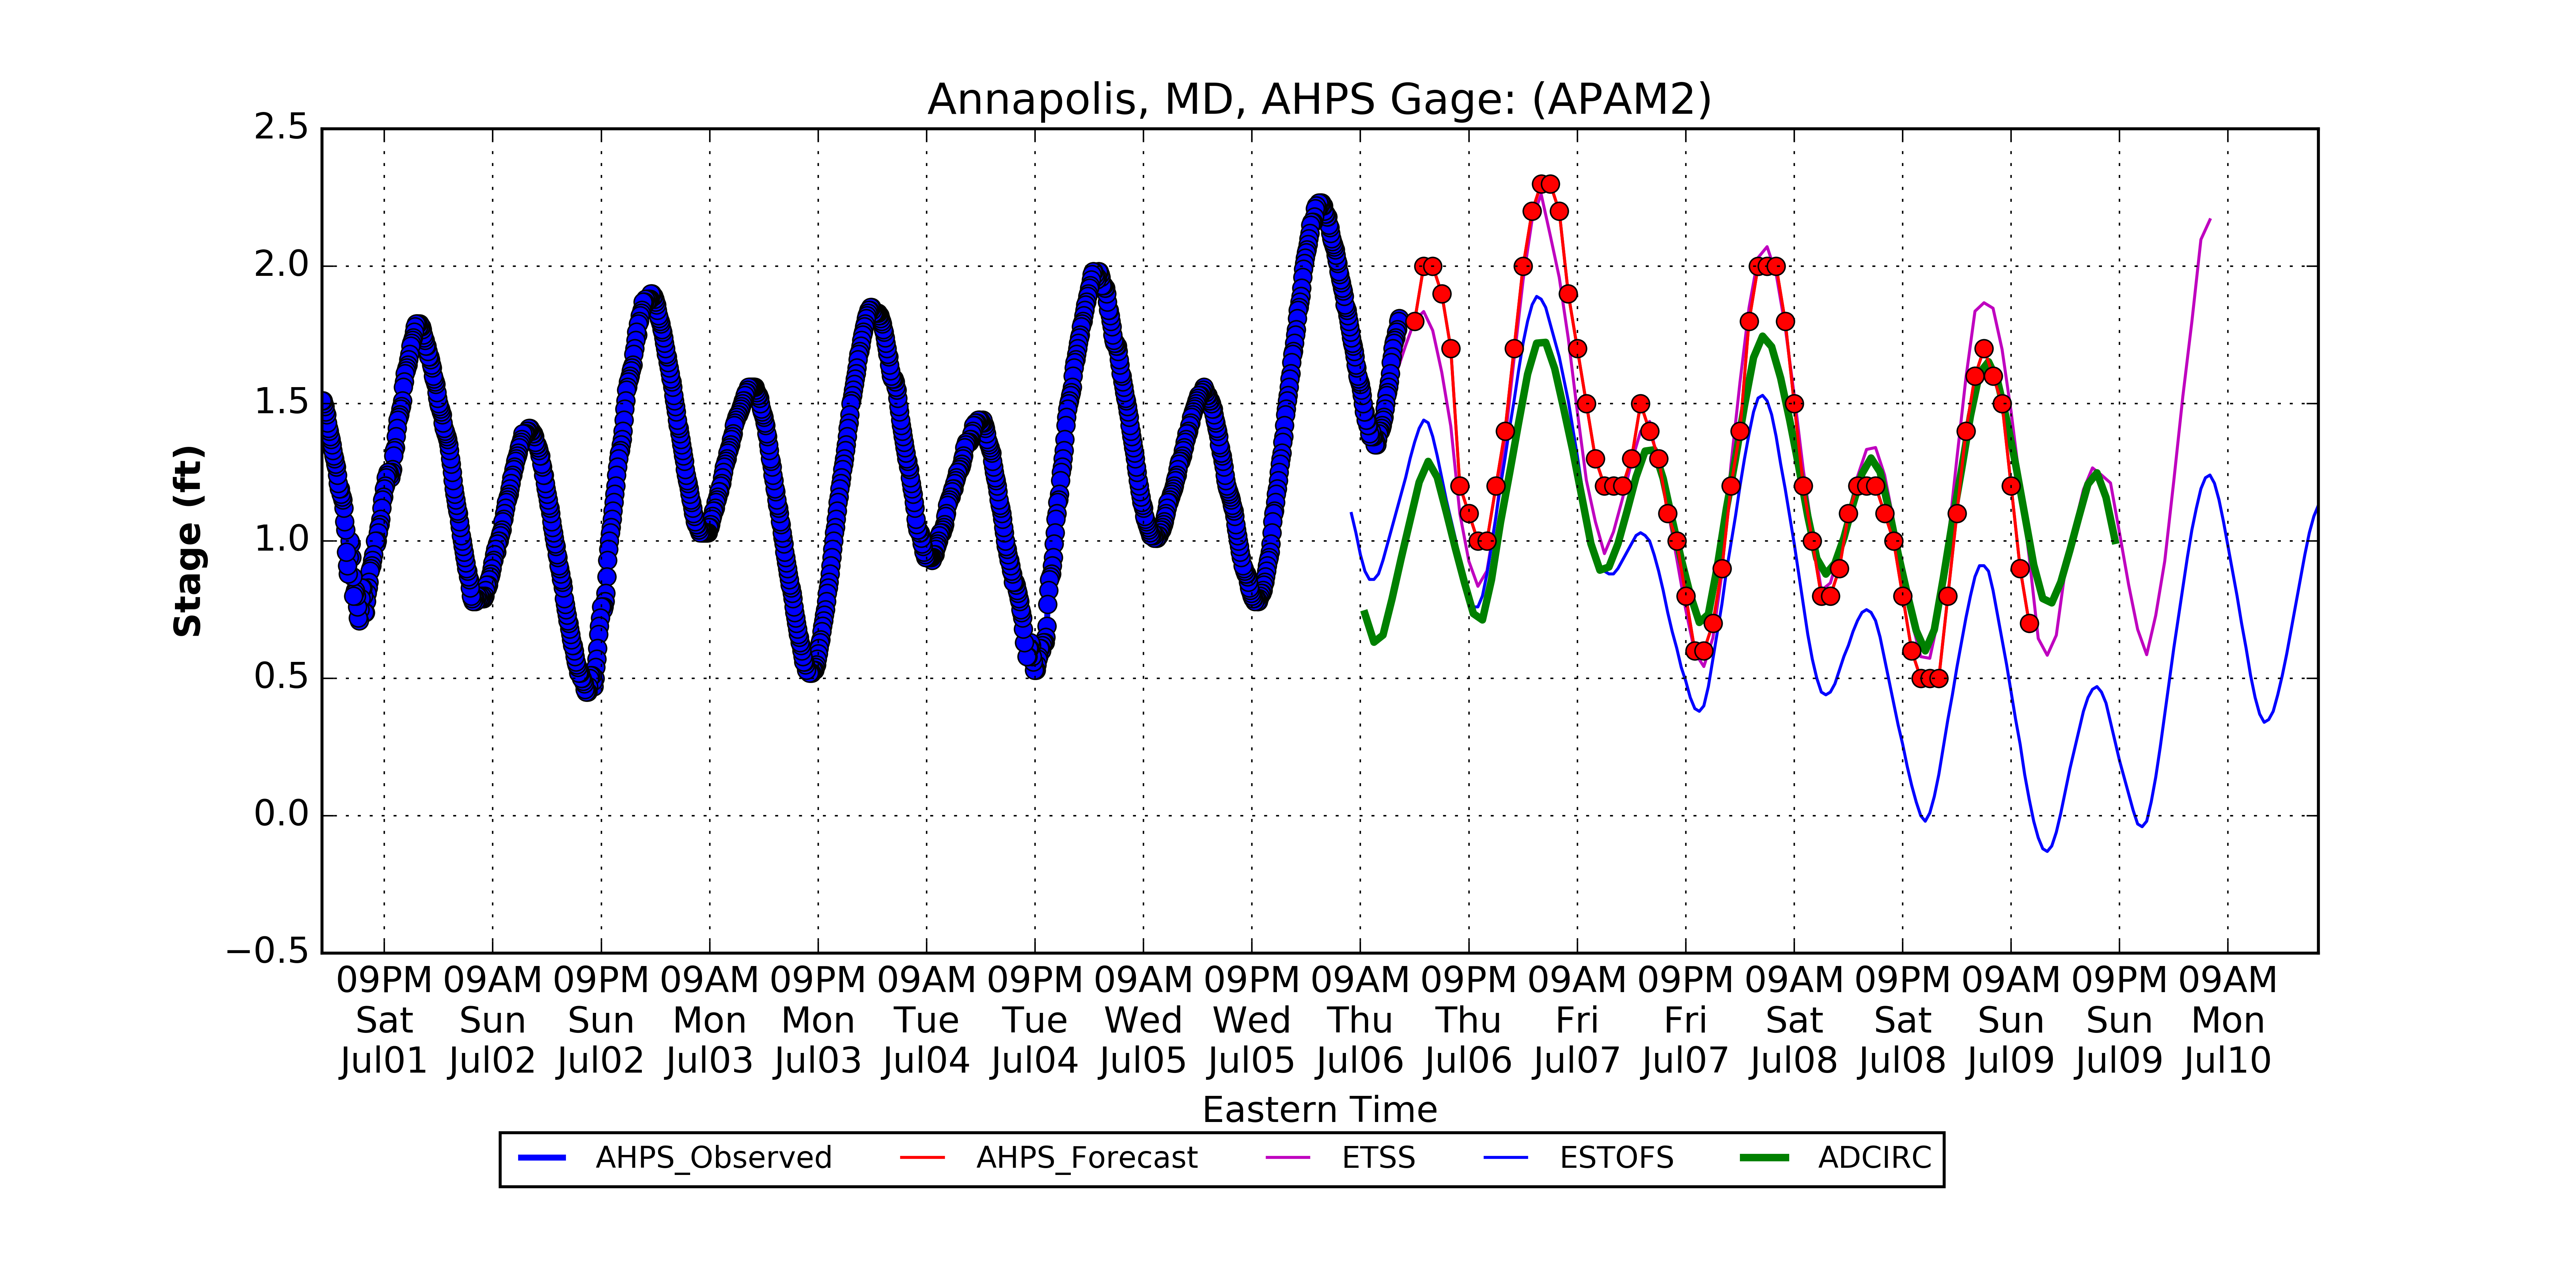 Annapolis, MD, AHPS Gage: (APAM2)
2.5
2.0
1.5
1.0
0.5
0.0
−0.5
Stage (ft)
09PM 09AM 09PM 09AM 09PM 09AM 09PM 09AM 09PM 09AM 09PM 09AM 09PM 09AM 09PM 09AM 09PM 09AM
Sat Sun Sun Mon Mon Tue Tue Wed Wed Thu Thu Fri Fri Sat Sat Sun Sun Mon
Jul01 Jul02 Jul02 Jul03 Jul03 Jul04 Jul04 Jul05 Jul05 Jul06 Jul06 Jul07 Jul07 Jul08 Jul08 Jul09 Jul09 Jul10
Eastern Time
AHPS_Observed AHPS_Forecast ETSS ESTOFS ADCIRC